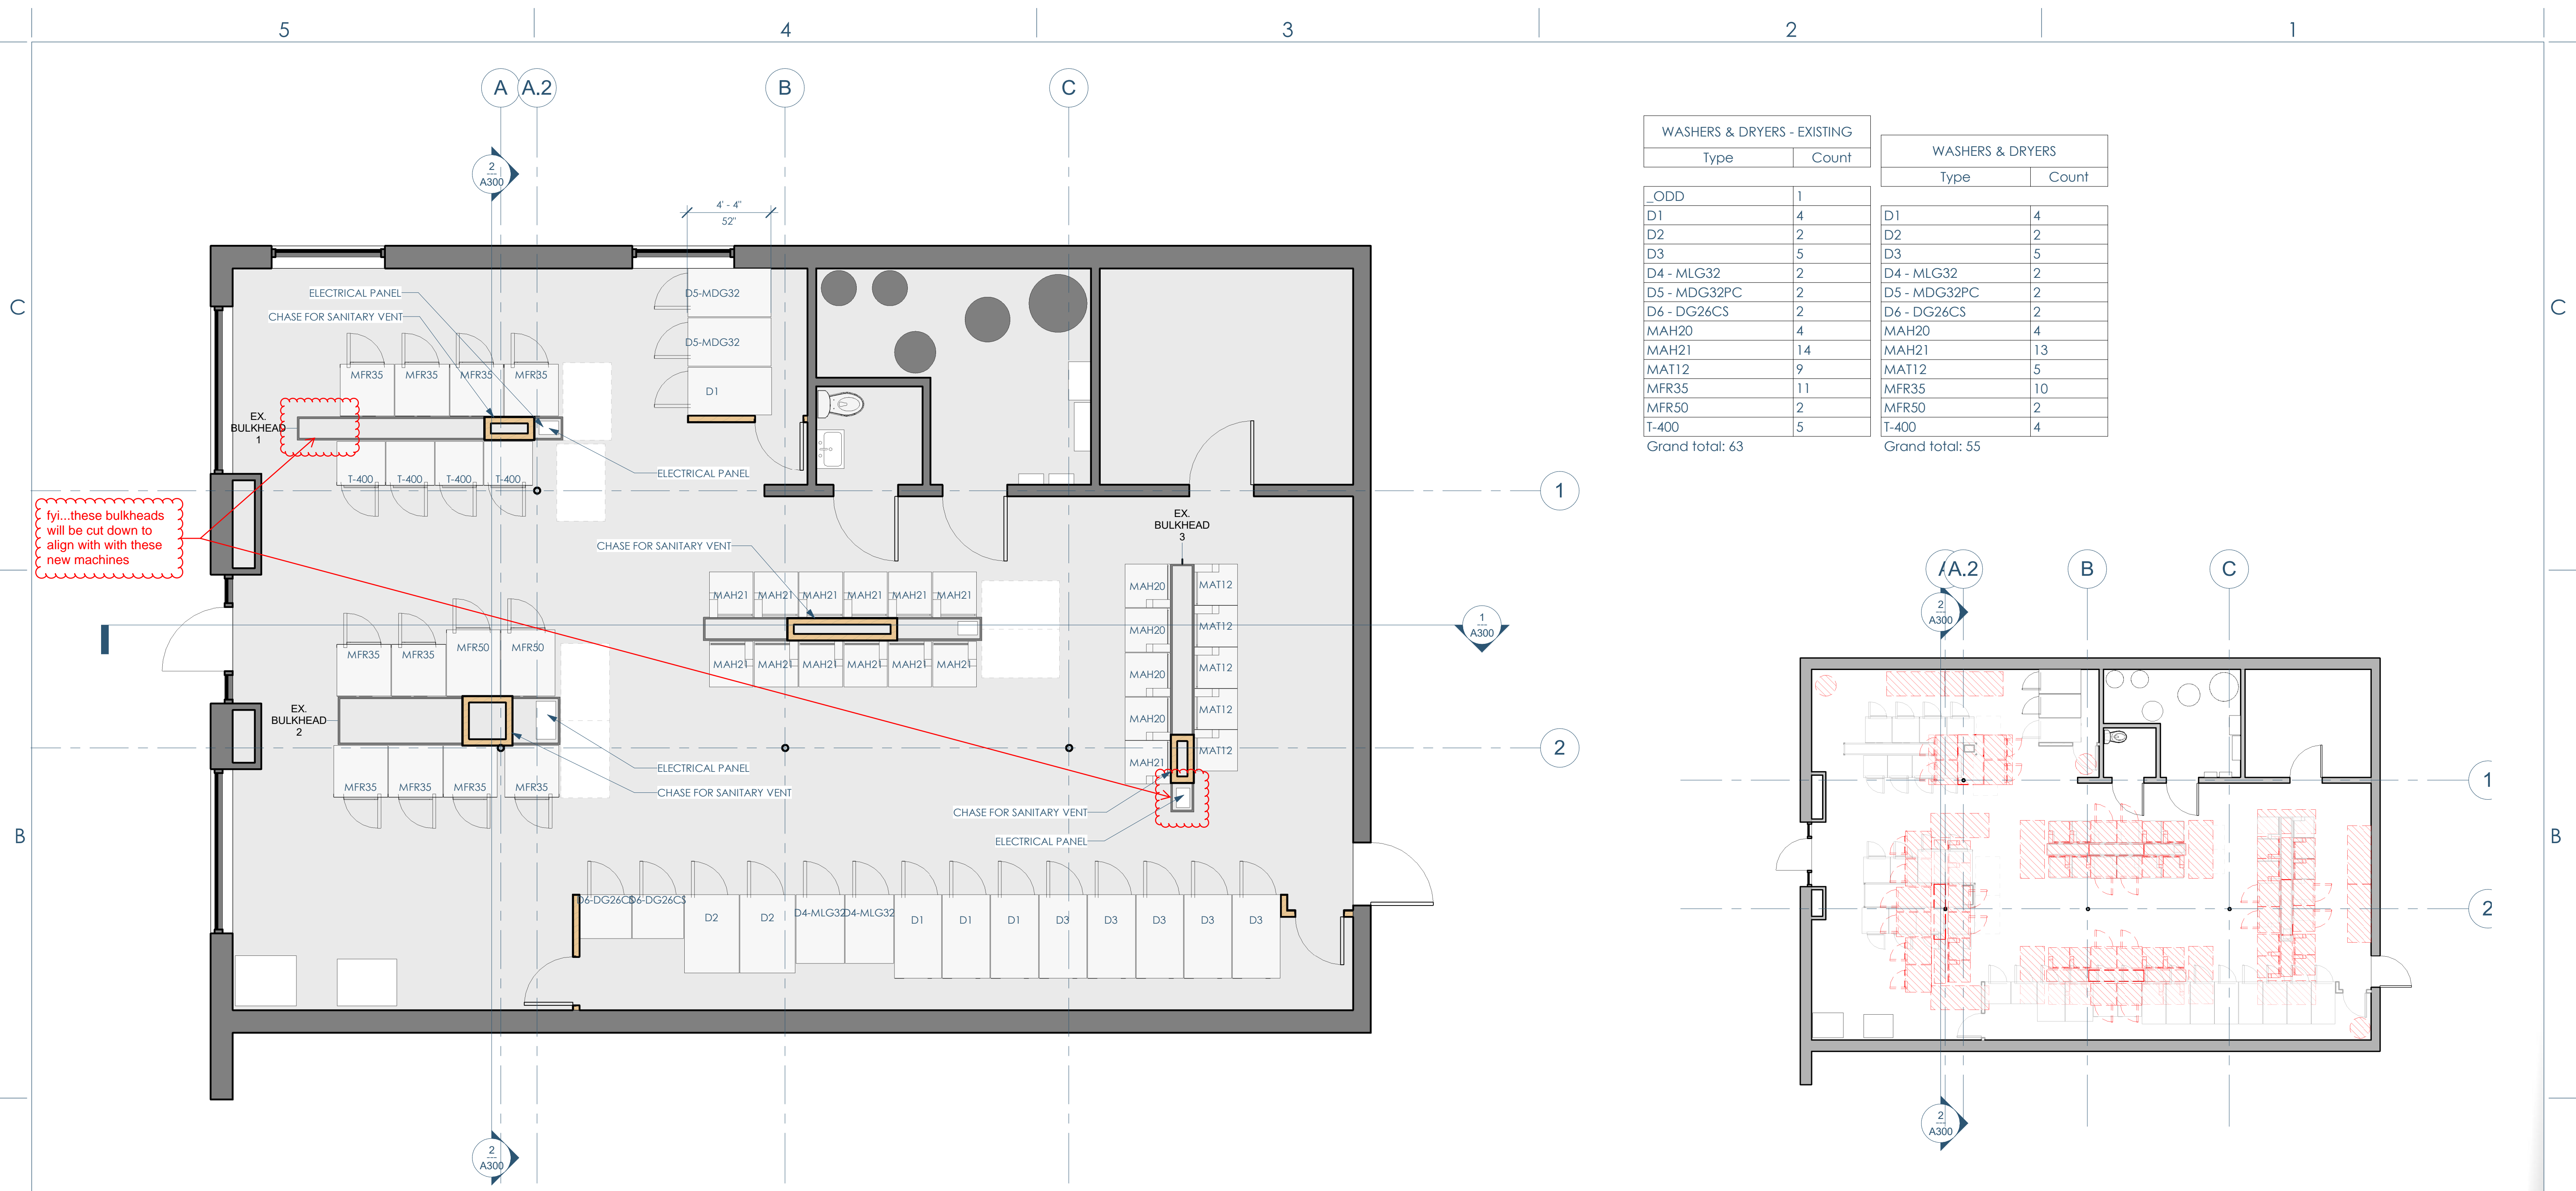 5 4 3 2 1
A A.2 B C
2
A300
4' - 4"
52"
C
C
ELECTRICAL PANEL
CHASE FOR SANITARY VENT
D5-MDG32
D5-MDG32
D1
MFR35 MFR35 MFR35 MFR35
EX.
BULKHEAD
1
T-400 T-400 T-400 T-400
ELECTRICAL PANEL
1
fyi...these bulkheads
will be cut down to
align with with these
new machines
EX.
BULKHEAD
3
CHASE FOR SANITARY VENT
MAH21 MAH21 MAH21 MAH21 MAH21 MAH21
MAH21 MAH21 MAH21 MAH21 MAH21 MAH21
MAH20 MAT12
MAH20 MAT12
MAH20 MAT12
MAH20 MAT12
MAH21 MAT12
1
A300
MFR35 MFR35 MFR50 MFR50
EX.
BULKHEAD
2
2
MFR35 MFR35 MFR35 MFR35
ELECTRICAL PANEL
CHASE FOR SANITARY VENT
CHASE FOR SANITARY VENT
ELECTRICAL PANEL
B
B
D6-DG26CS D6-DG26CS D2 D2 D4-MLG32 D4-MLG32 D1 D1 D1 D3 D3 D3 D3 D3
2
A300
WASHERS & DRYERS - EXISTING
Type Count
_ODD 1
D1 4
D2 2
D3 5
D4 - MLG32 2
D5 - MDG32PC 2
D6 - DG26CS 2
MAH20 4
MAH21 14
MAT12 9
MFR35 11
MFR50 2
T-400 5
Grand total: 63
WASHERS & DRYERS
Type Count
D1 4
D2 2
D3 5
D4 - MLG32 2
D5 - MDG32PC 2
D6 - DG26CS 2
MAH20 4
MAH21 13
MAT12 5
MFR35 10
MFR50 2
T-400 4
Grand total: 55
A A.2 B C
2
A300
1
2
2
A300